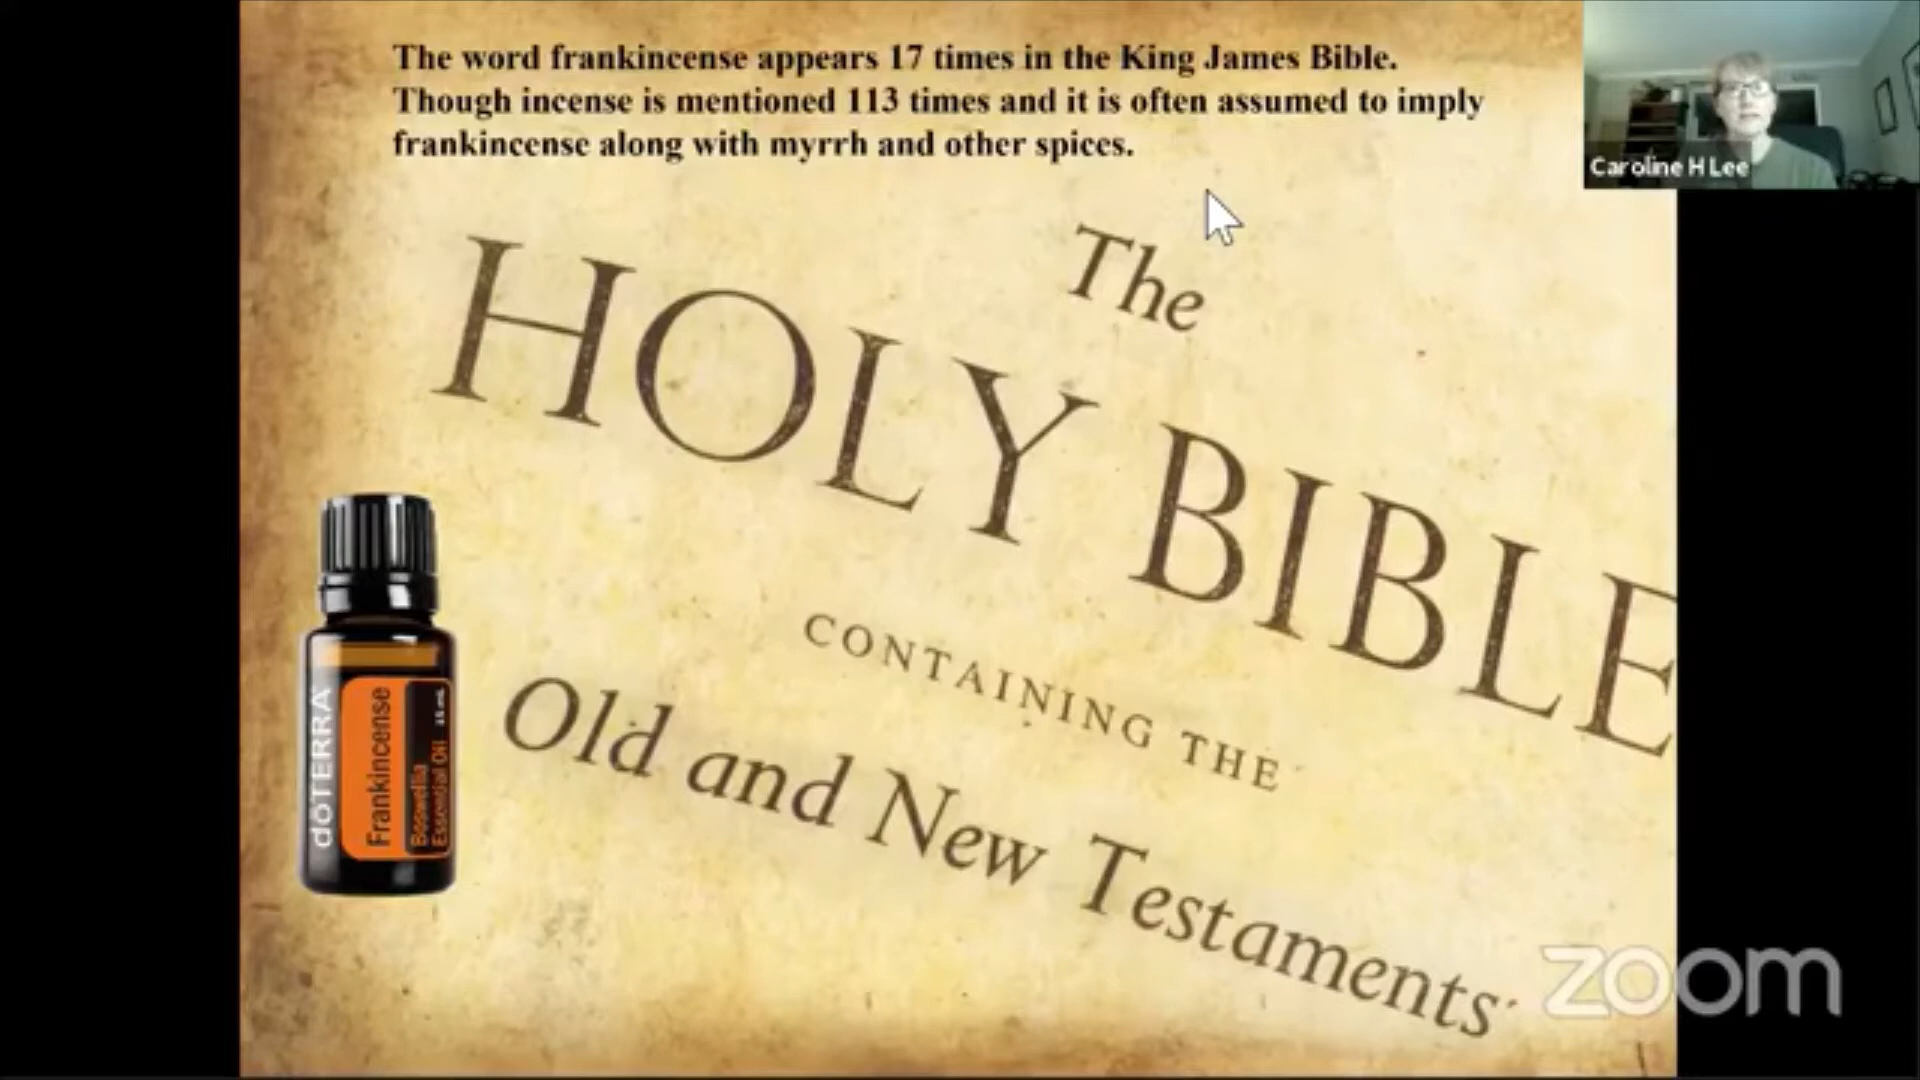 The word frankincense appears 17 times in the King James Bible.
Though incense is mentioned 113 times and it is often assumed to imply
frankincense along with myrrh and other spices.
Caroline H Lee
The
HOLY BIBLE
CONTAINING THE
Old and New Testaments
dōTERRA
Frankincense
Boswellia
Essential Oil 15 mL
zoom